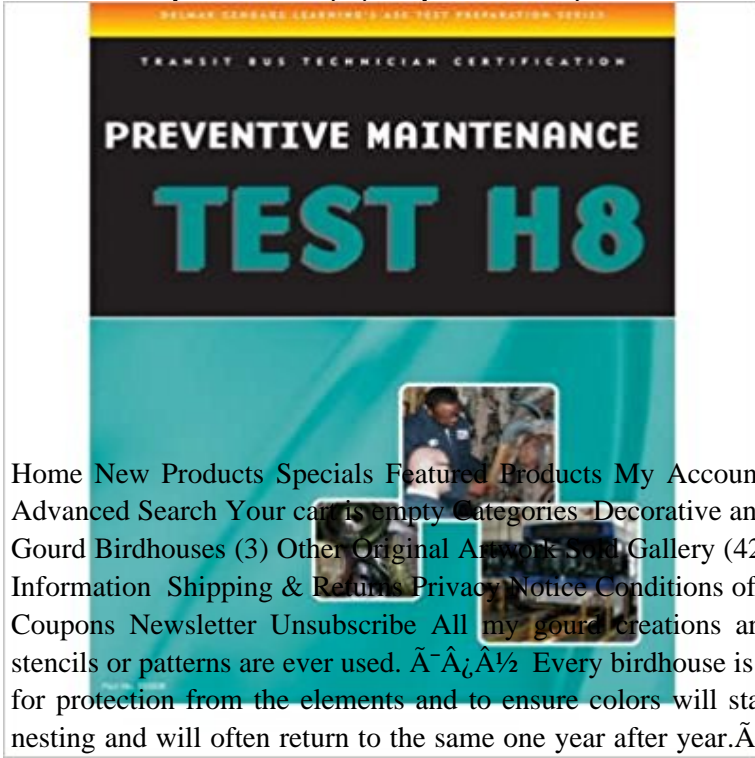 DELMAR CENGAGE LEARNING'S ASE TEST PREPARATION SERIES
TRANSIT BUS TECHNICIAN CERTIFICATION
PREVENTIVE MAINTENANCE
TEST H8
Home New Products Specials Featured Products My Accoun
Advanced Search Your cart is empty Categories Decorative an
Gourd Birdhouses (3) Other Original Artwork Sold Gallery (42
Information Shipping & Returns Privacy Notice Conditions of
Coupons Newsletter Unsubscribe All my gourd creations ar
stencils or patterns are ever used. Ã¯Â¿Â½ Every birdhouse is
for protection from the elements and to ensure colors will sta
nesting and will often return to the same one year after year.Ã